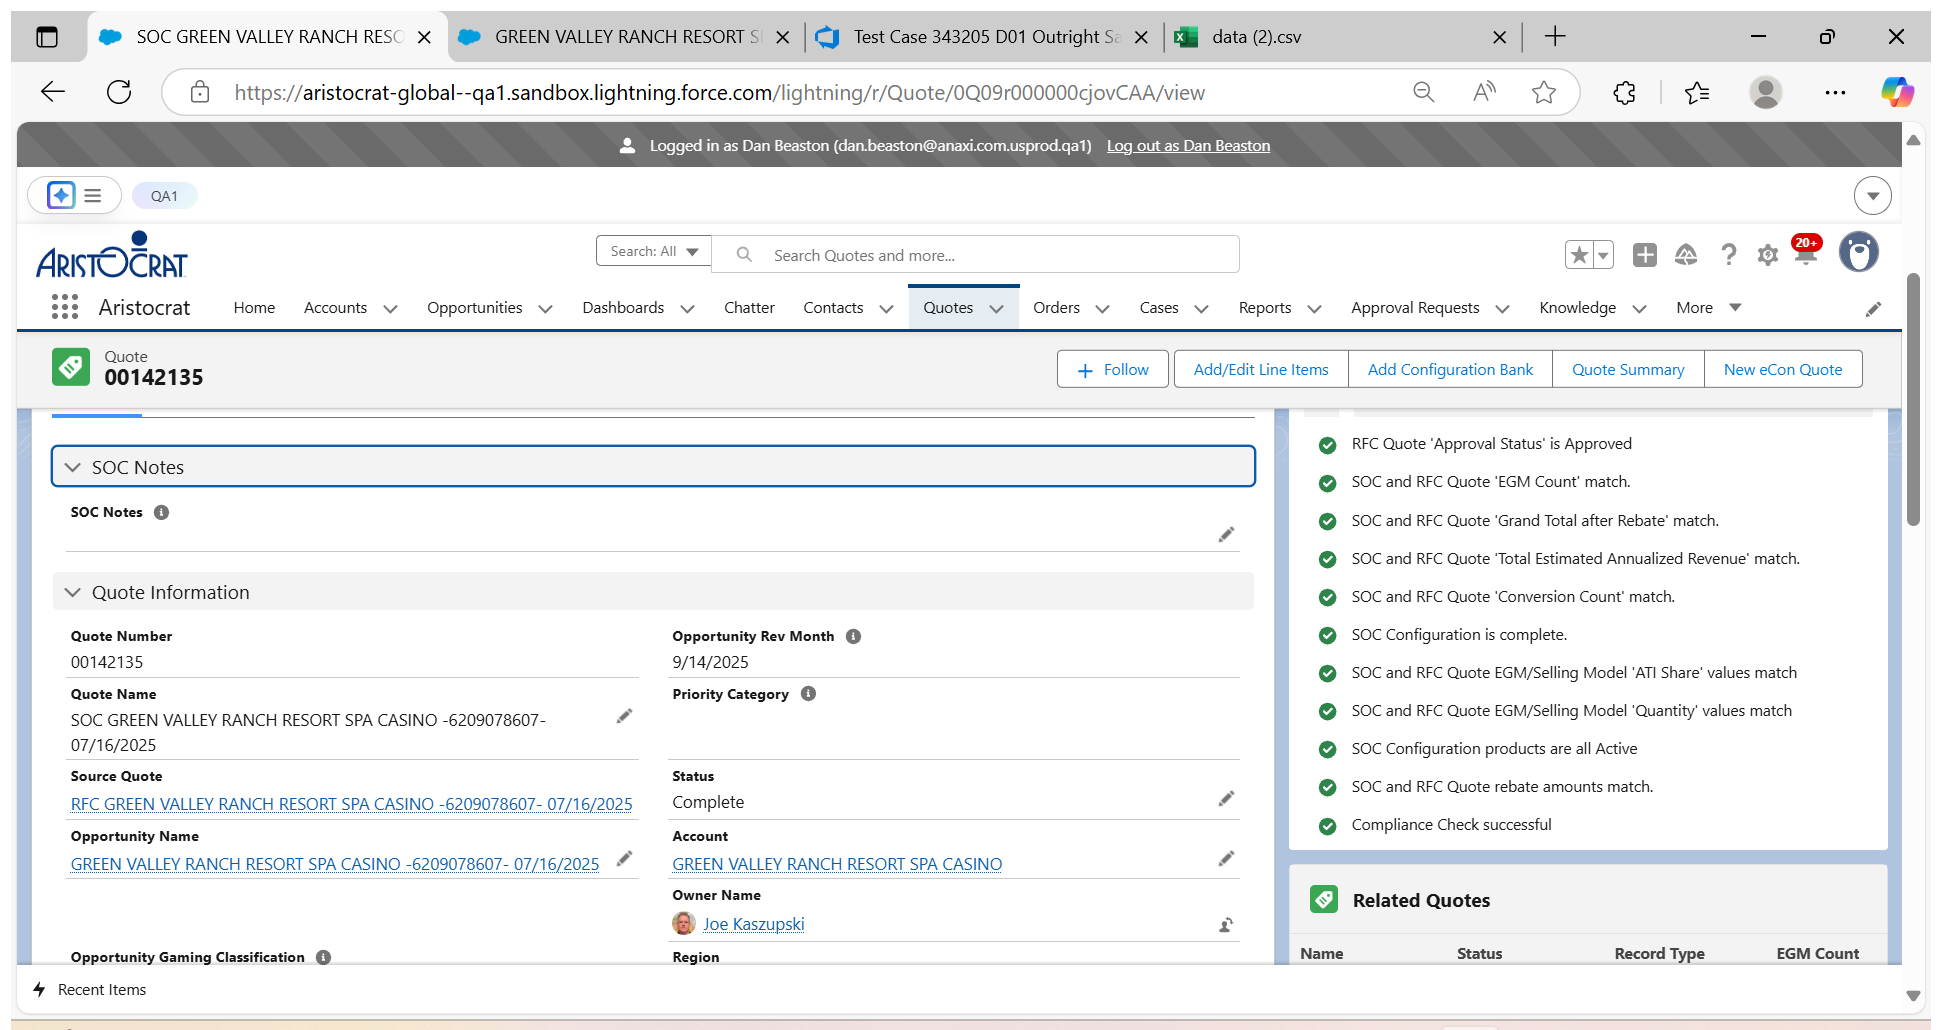 SOC GREEN VALLEY RANCH RESO
GREEN VALLEY RANCH RESORT S
Test Case 343205 D01 Outright Sa
data (2).csv
https://aristocrat-global--qa1.sandbox.lightning.force.com/lightning/r/Quote/0Q09r000000cjovCAA/view
Logged in as Dan Beaston (dan.beaston@anaxi.com.usprod.qa1) Log out as Dan Beaston
QA1
ARISTOCRAT
Search: All
Search Quotes and more...
20+
Aristocrat
Home
Accounts
Opportunities
Dashboards
Chatter
Contacts
Quotes
Orders
Cases
Reports
Approval Requests
Knowledge
More
Quote
00142135
Follow
Add/Edit Line Items
Add Configuration Bank
Quote Summary
New eCon Quote
SOC Notes
SOC Notes
Quote Information
Quote Number
00142135
Opportunity Rev Month
9/14/2025
Quote Name
SOC GREEN VALLEY RANCH RESORT SPA CASINO -6209078607-
07/16/2025
Priority Category
Source Quote
RFC GREEN VALLEY RANCH RESORT SPA CASINO -6209078607- 07/16/2025
Status
Complete
Opportunity Name
GREEN VALLEY RANCH RESORT SPA CASINO -6209078607- 07/16/2025
Account
GREEN VALLEY RANCH RESORT SPA CASINO
Owner Name
Joe Kaszupski
Opportunity Gaming Classification
Region
RFC Quote 'Approval Status' is Approved
SOC and RFC Quote 'EGM Count' match.
SOC and RFC Quote 'Grand Total after Rebate' match.
SOC and RFC Quote 'Total Estimated Annualized Revenue' match.
SOC and RFC Quote 'Conversion Count' match.
SOC Configuration is complete.
SOC and RFC Quote EGM/Selling Model 'ATI Share' values match
SOC and RFC Quote EGM/Selling Model 'Quantity' values match
SOC Configuration products are all Active
SOC and RFC Quote rebate amounts match.
Compliance Check successful
Related Quotes
Name
Status
Record Type
EGM Count
Recent Items